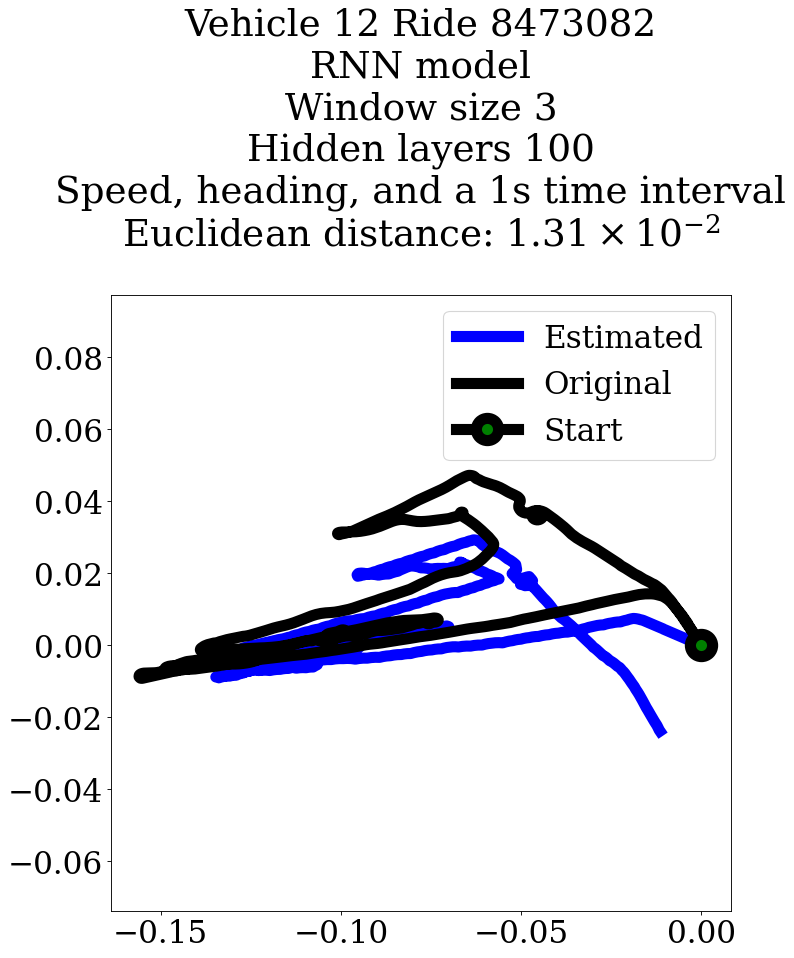 Vehicle 12 Ride 8473082
RNN model
Window size 3
Hidden layers 100
Speed, heading, and a 1s time interval
Euclidean distance: 1.31 × 10⁻²
Estimated
Original
Start
0.08
0.06
0.04
0.02
0.00
−0.02
−0.04
−0.06
−0.15
−0.10
−0.05
0.00